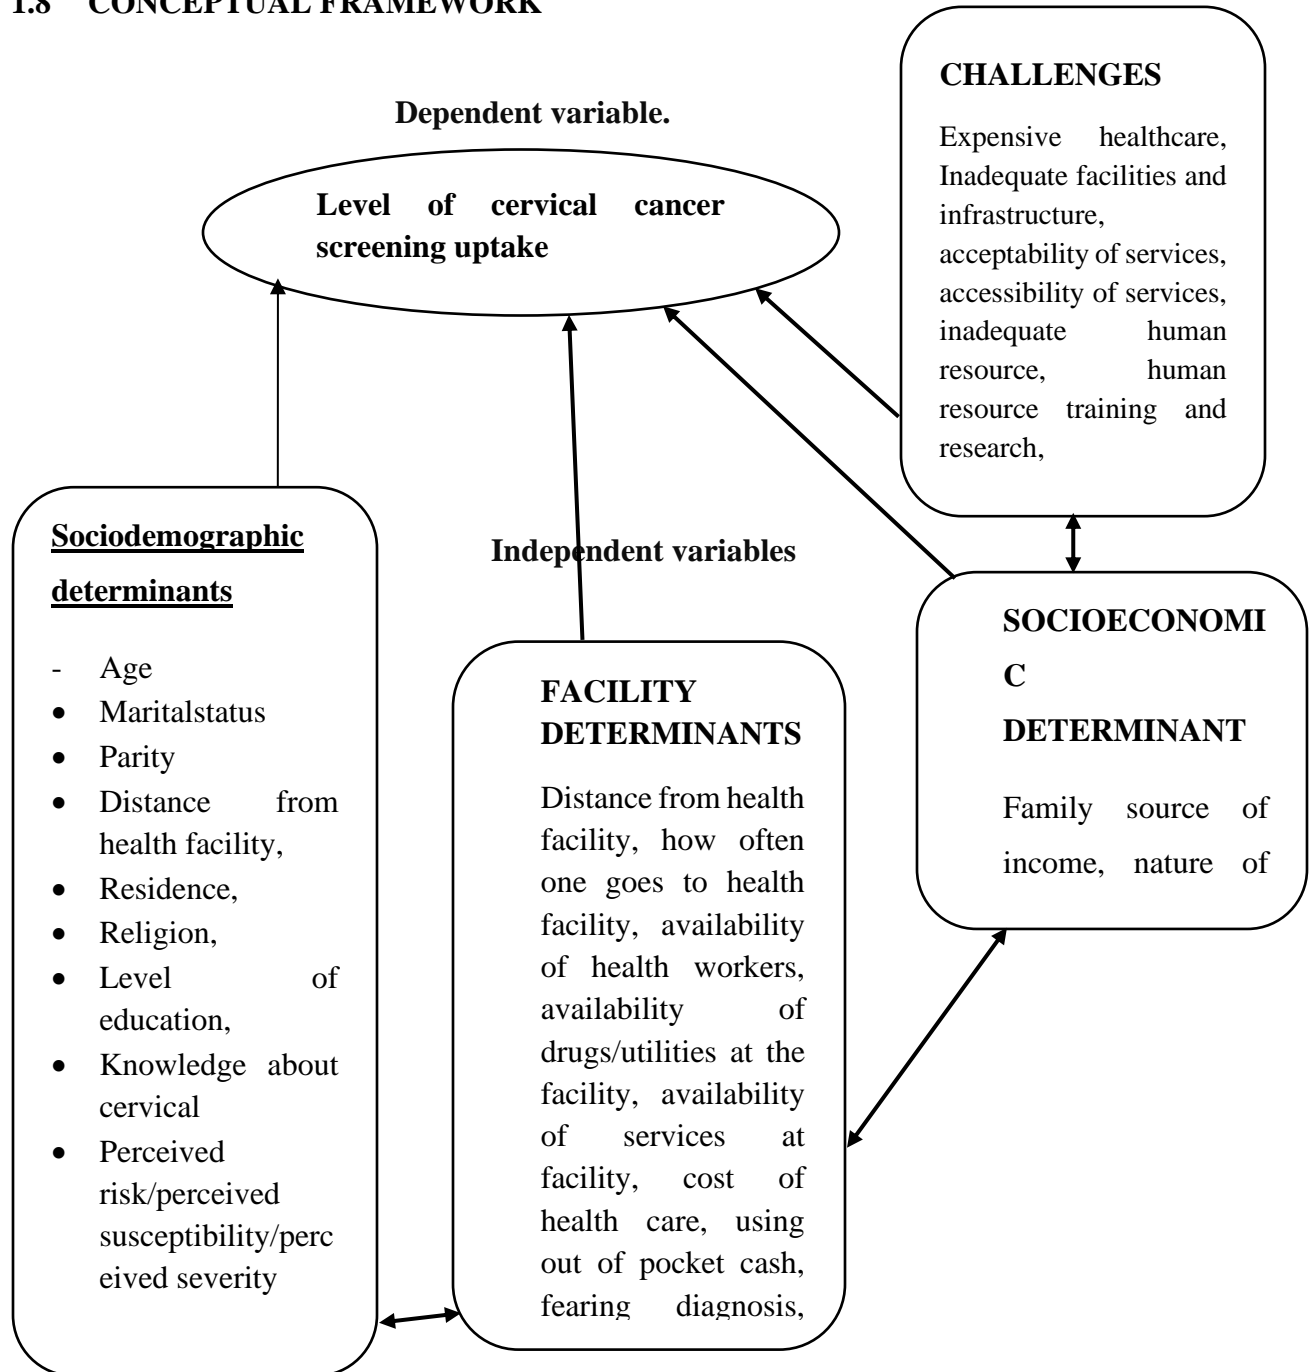 1.8 CONCEPTUAL FRAMEWORK
Dependent variable.
Level of cervical cancer
screening uptake
CHALLENGES
Expensive healthcare,
Inadequate facilities and
infrastructure,
acceptability of services,
accessibility of services,
inadequate human
resource, human
resource training and
research,
Independent variables
Sociodemographic
determinants
- Age
• Maritalstatus
• Parity
• Distance from
health facility,
• Residence,
• Religion,
• Level of
education,
• Knowledge about
cervical
• Perceived
risk/perceived
susceptibility/perc
eived severity
FACILITY
DETERMINANTS
Distance from health
facility, how often
one goes to health
facility, availability
of health workers,
availability of
drugs/utilities at the
facility, availability
of services at
facility, cost of
health care, using
out of pocket cash,
fearing diagnosis,
SOCIOECONOMI
C
DETERMINANT
Family source of
income, nature of